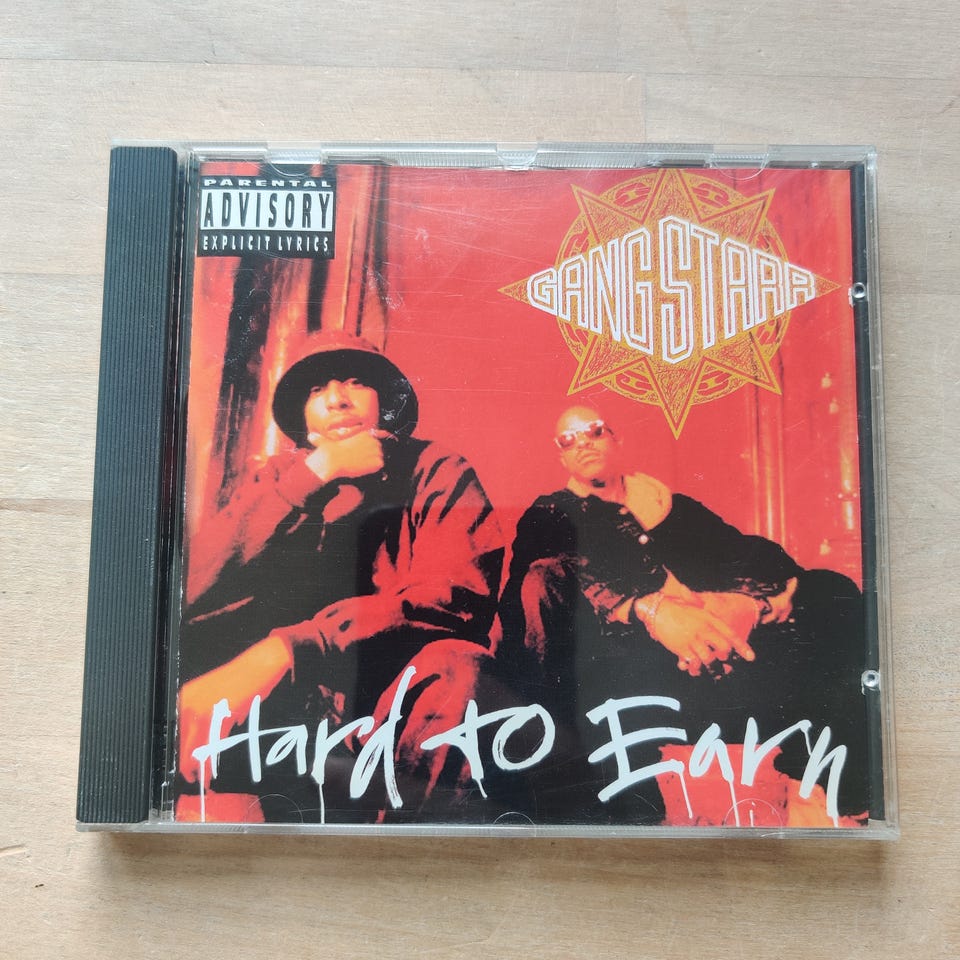 PARENTAL
ADVISORY
EXPLICIT LYRICS
GANG STARR
Hard to Earn